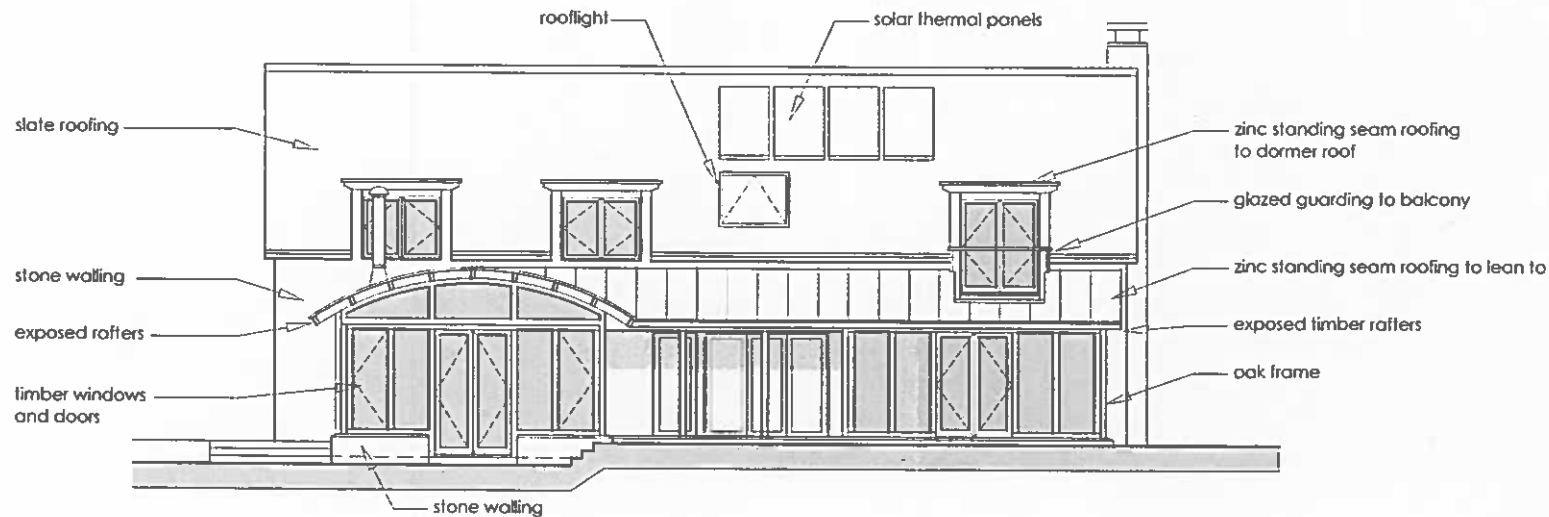 rooflight
solar thermal panels
slate roofing
zinc standing seam roofing
to dormer roof
glazed guarding to balcony
stone walling
zinc standing seam roofing to lean to
exposed rafters
exposed timber rafters
timber windows
and doors
oak frame
stone walling